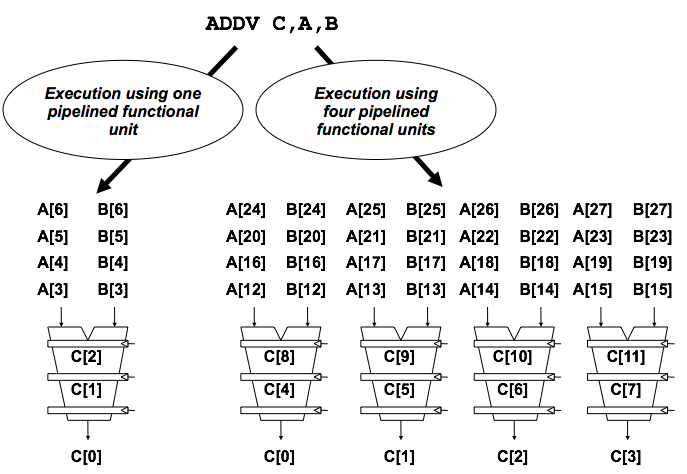 ADDV C,A,B
Execution using one
pipelined functional
unit
Execution using
four pipelined
functional units
A[6] B[6] A[24] B[24] A[25] B[25] A[26] B[26] A[27] B[27]
A[5] B[5] A[20] B[20] A[21] B[21] A[22] B[22] A[23] B[23]
A[4] B[4] A[16] B[16] A[17] B[17] A[18] B[18] A[19] B[19]
A[3] B[3] A[12] B[12] A[13] B[13] A[14] B[14] A[15] B[15]
C[2] C[8] C[9] C[10] C[11]
C[1] C[4] C[5] C[6] C[7]
C[0] C[0] C[1] C[2] C[3]